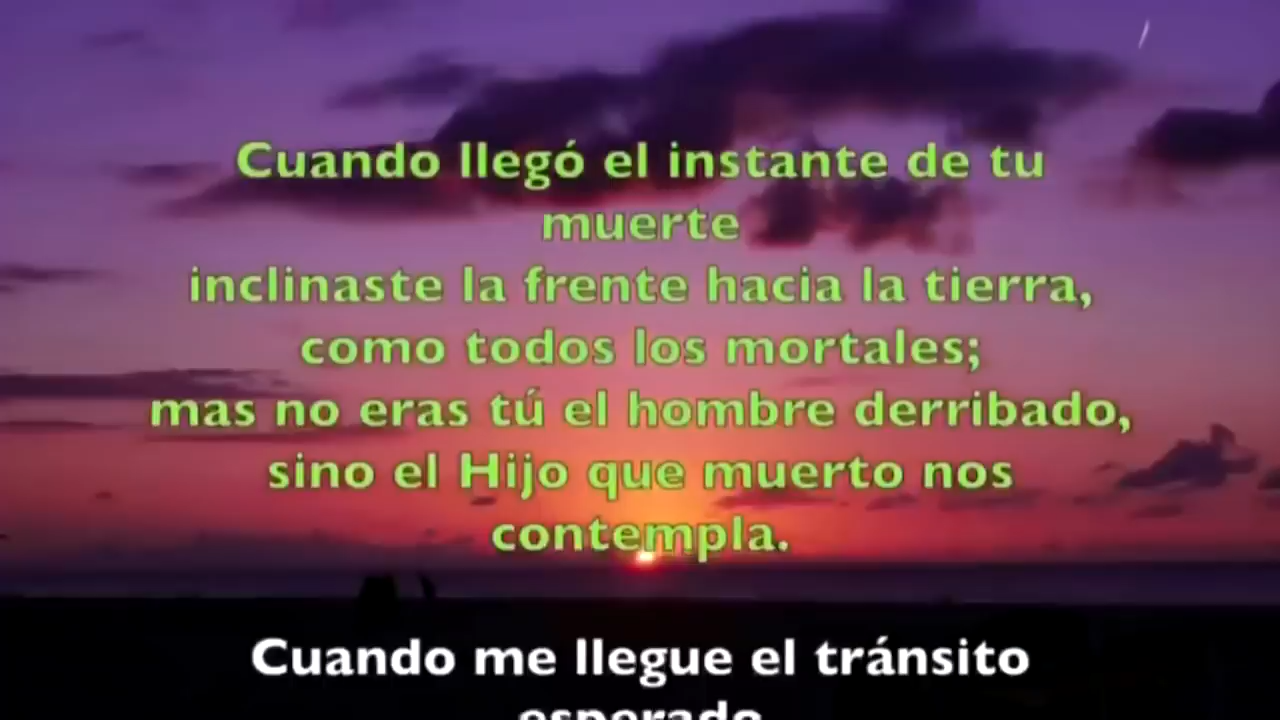 Cuando llegó el instante de tu
muerte
inclinaste la frente hacia la tierra,
como todos los mortales;
mas no eras tú el hombre derribado,
sino el Hijo que muerto nos
contempla.
Cuando me llegue el tránsito
esperado